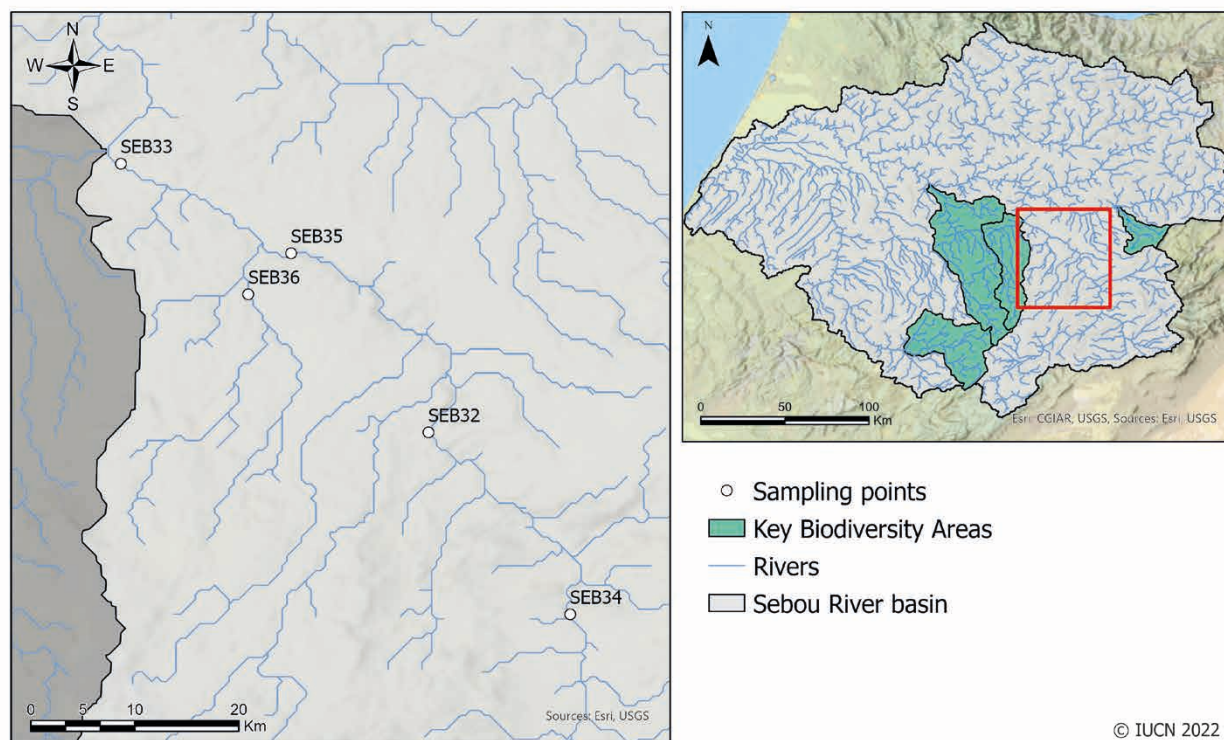 N
W E
S
SEB33
SEB35
SEB36
SEB32
SEB34
0 5 10 20
Km
Sources: Esri, USGS
N
0 50 100
Km
Esri, CGIAR, USGS, Sources: Esri, USGS
Sampling points
Key Biodiversity Areas
Rivers
Sebou River basin
© IUCN 2022